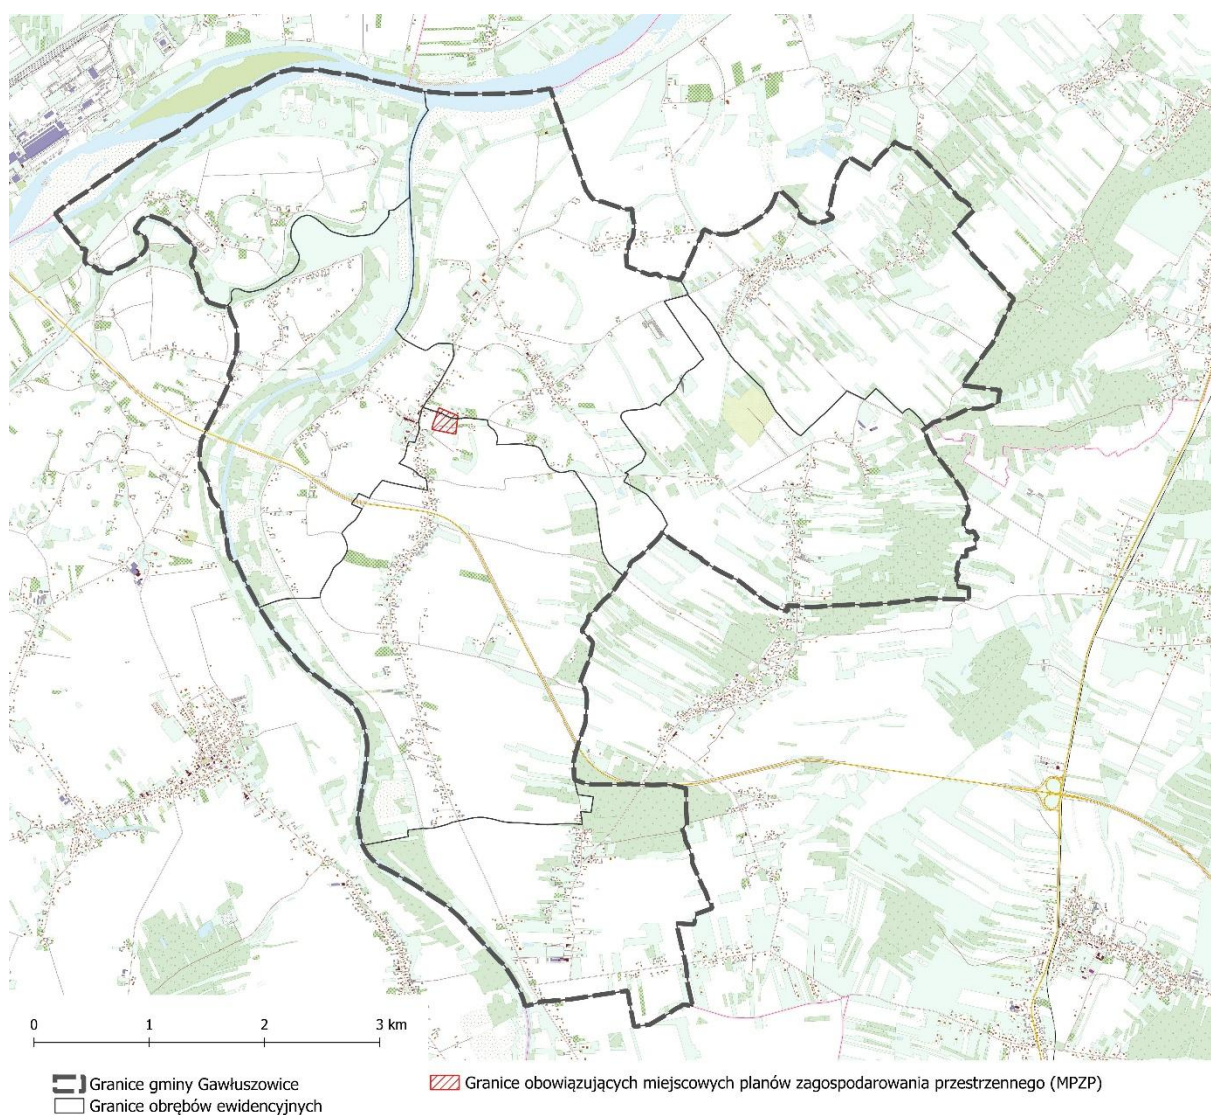 0 1 2 3 km
Granice gminy Gawłuszowice
Granice obrębów ewidencyjnych
Granice obowiązujących miejscowych planów zagospodarowania przestrzennego (MPZP)